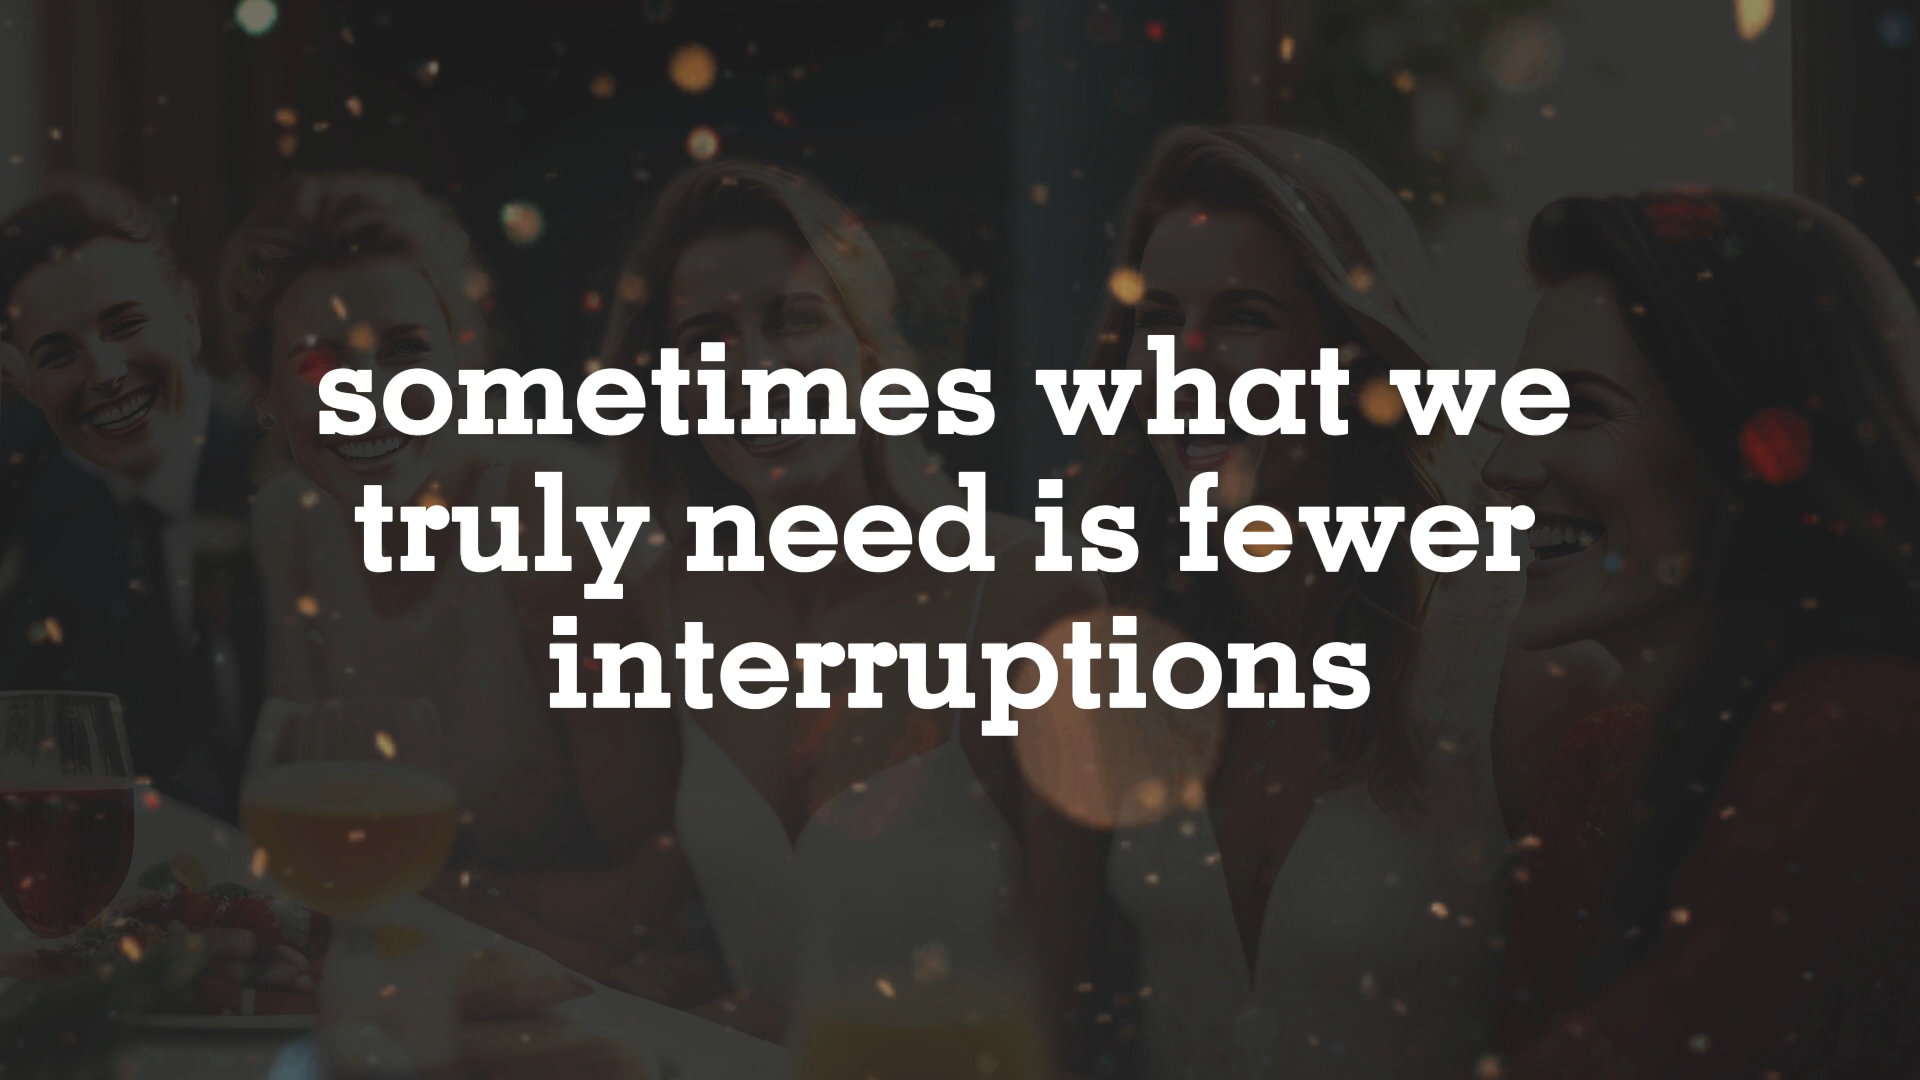 sometimes what we
truly need is fewer
interruptions